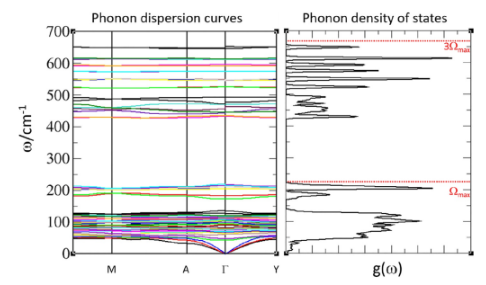 Phonon dispersion curves
Phonon density of states
700
600
500
400
300
200
100
0
ω/cm⁻¹
M
A
Γ
Y
3Ωmax
Ωmax
g(ω)